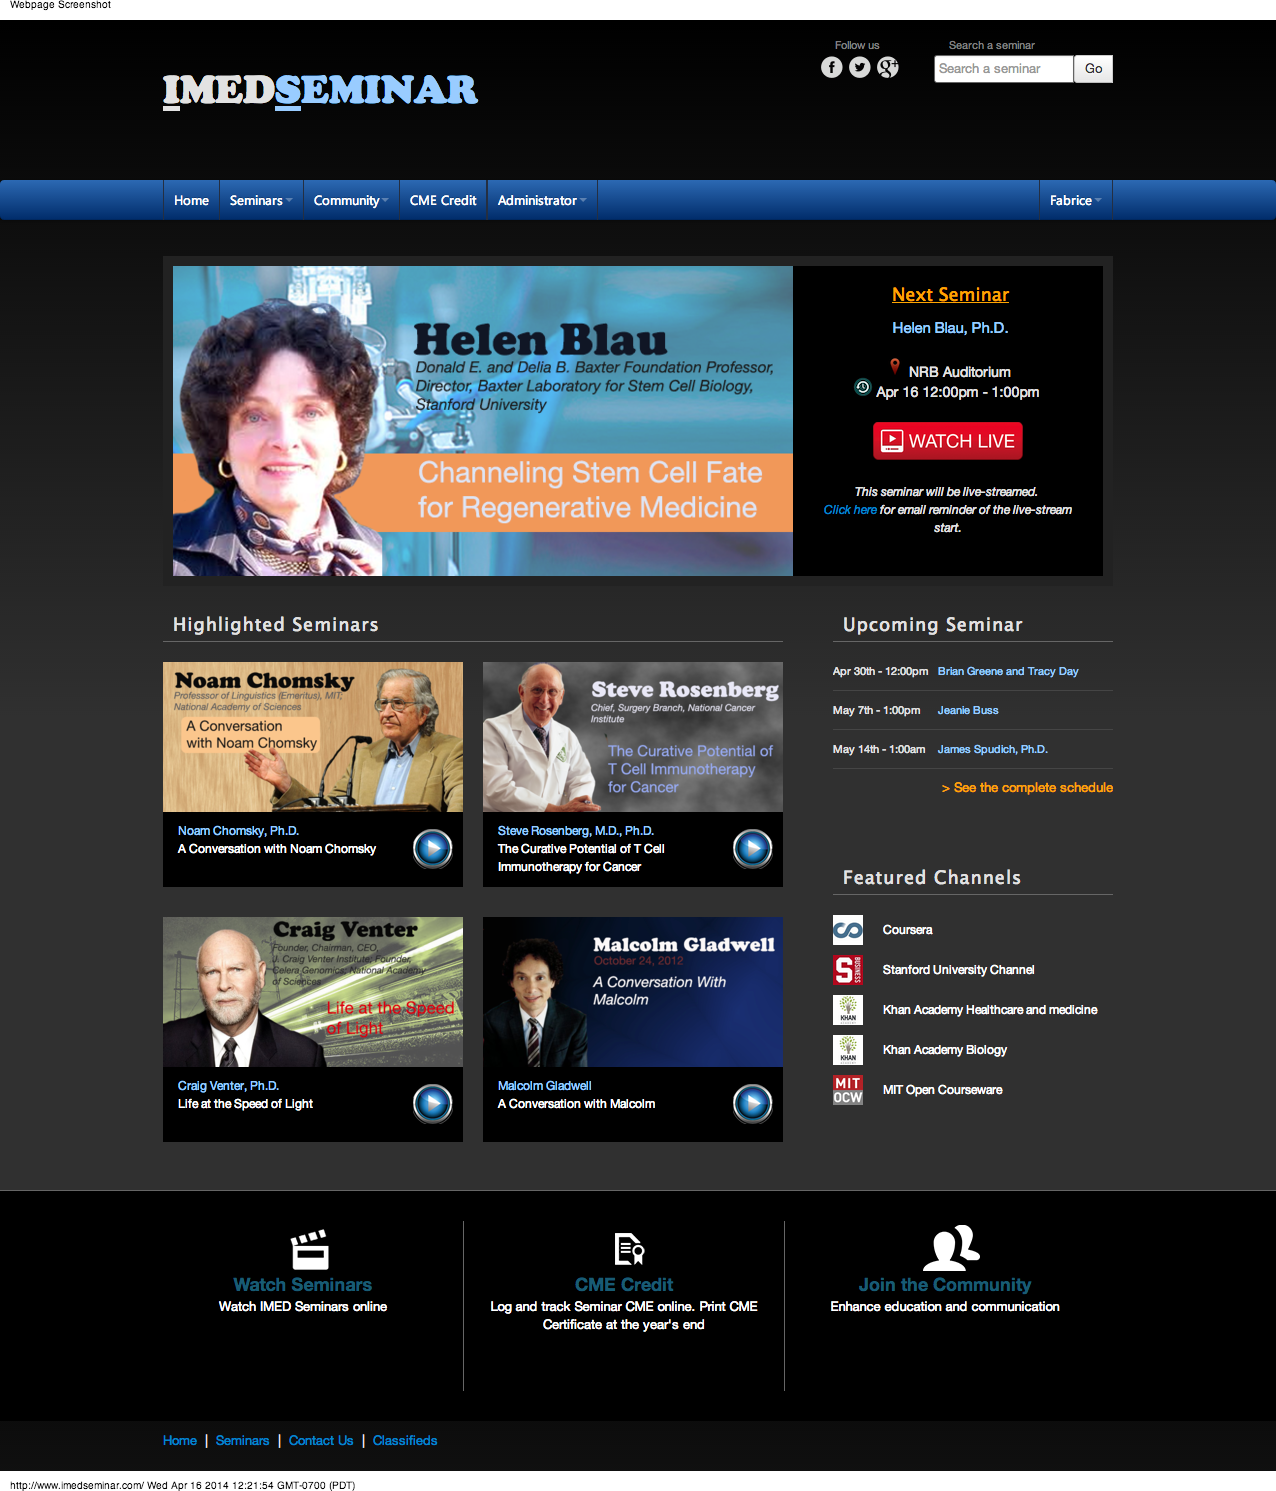 Webpage Screenshot
Follow us
Search a seminar
IMEDSEMINAR
Search a seminar
Go
Home
Seminars
Community
CME Credit
Administrator
Fabrice
Helen Blau
Donald E. and Delia B. Baxter Foundation Professor,
Director, Baxter Laboratory for Stem Cell Biology,
Stanford University
Channeling Stem Cell Fate
for Regenerative Medicine
Next Seminar
Helen Blau, Ph.D.
NRB Auditorium
Apr 16 12:00pm - 1:00pm
WATCH LIVE
This seminar will be live-streamed.
Click here for email reminder of the live-stream
start.
Highlighted Seminars
Noam Chomsky
Professsor of Linguistics (Emeritus), MIT,
National Academy of Sciences
A Conversation
with Noam Chomsky
Noam Chomsky, Ph.D.
A Conversation with Noam Chomsky
Steve Rosenberg
Chief, Surgery Branch, National Cancer
Institute
The Curative Potential of
T Cell Immunotherapy
for Cancer
Steve Rosenberg, M.D., Ph.D.
The Curative Potential of T Cell
Immunotherapy for Cancer
Craig Venter
Founder, Chairman, CEO,
J. Craig Venter Institute, Founder,
Celera Genomics, National Academy
of Sciences
Life at the Speed
of Light
Craig Venter, Ph.D.
Life at the Speed of Light
Malcolm Gladwell
October 24, 2012
A Conversation With
Malcolm
Malcolm Gladwell
A Conversation with Malcolm
Upcoming Seminar
Apr 30th - 12:00pm Brian Greene and Tracy Day
May 7th - 1:00pm Jeanie Buss
May 14th - 1:00am James Spudich, Ph.D.
> See the complete schedule
Featured Channels
Coursera
S BUSINESS
Stanford University Channel
KHAN
Khan Academy Healthcare and medicine
KHAN
Khan Academy Biology
MIT
OCW
MIT Open Courseware
Watch Seminars
Watch IMED Seminars online
CME Credit
Log and track Seminar CME online. Print CME
Certificate at the year's end
Join the Community
Enhance education and communication
Home | Seminars | Contact Us | Classifieds
http://www.imedseminar.com/ Wed Apr 16 2014 12:21:54 GMT-0700 (PDT)